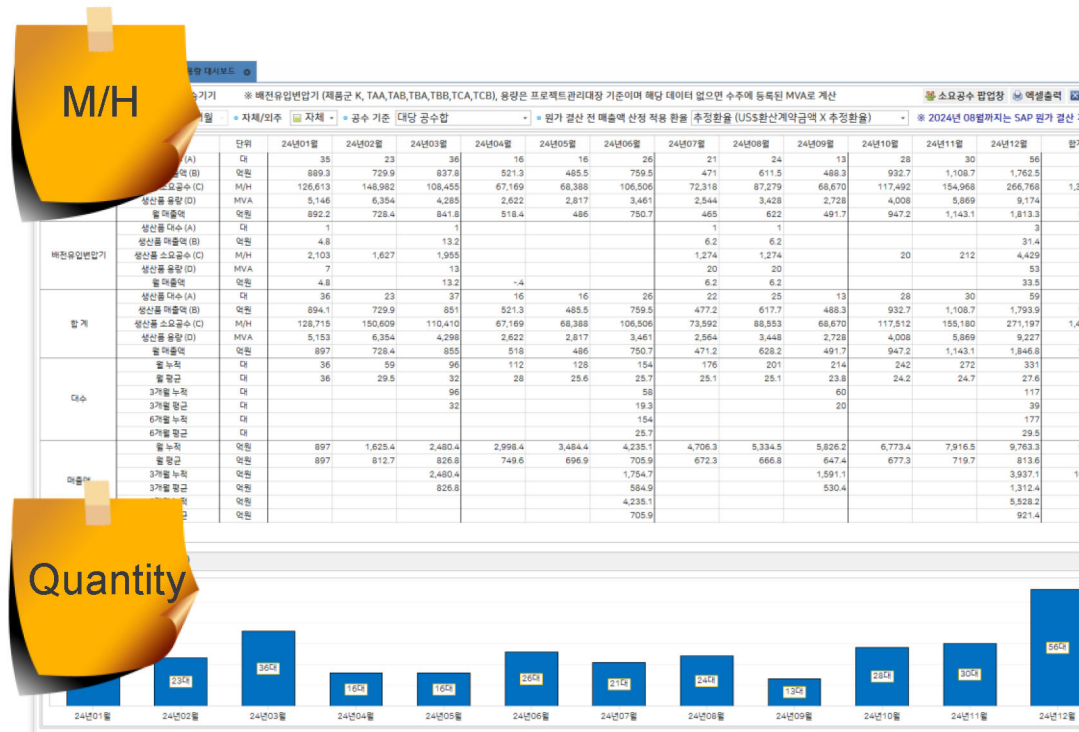 M/H
용량 대시보드
※ 배전유입변압기 (제품군 K, TAA,TAB,TBA,TBB,TCA,TCB), 용량은 프로젝트관리대장 기준이며 해당 데이터 없으면 수주에 등록된 MVA로 계산 소요공수 팝업창 엑셀출력
자체/외주 자체 공수 기준 대당 공수합 원가 결산 전 매출액 산정 적용 환율 추정환율 (US$환산계약금액 X 추정환율) ※ 2024년 08월까지는 SAP 원가 결산
단위 24년01월 24년02월 24년03월 24년04월 24년05월 24년06월 24년07월 24년08월 24년09월 24년10월 24년11월 24년12월
(A) 대 35 23 36 16 16 26 21 24 13 28 30 56
(B) 억원 889.3 729.9 837.8 521.3 485.5 759.5 471 611.5 488.3 932.7 1,108.7 1,762.5
소요공수 (C) M/H 126,613 148,982 108,455 67,169 68,388 106,506 72,318 87,279 68,670 117,492 154,968 266,768
생산품 용량 (D) MVA 5,146 6,354 4,285 2,622 2,817 3,461 2,544 3,428 2,728 4,008 5,869 9,174
월 매출액 억원 892.2 728.4 841.8 518.4 486 750.7 465 622 491.7 947.2 1,143.1 1,813.3
배전유입변압기 생산품 대수 (A) 대 1 1 1 1 3
생산품 매출액 (B) 억원 4.8 13.2 6.2 6.2 31.4
생산품 소요공수 (C) M/H 2,103 1,627 1,955 1,274 1,274 20 212 4,429
생산품 용량 (D) MVA 7 13 20 20 53
월 매출액 억원 4.8 13.2 -.4 6.2 6.2 33.5
합 계 생산품 대수 (A) 대 36 23 37 16 16 26 22 25 13 28 30 59
생산품 매출액 (B) 억원 894.1 729.9 851 521.3 485.5 759.5 477.2 617.7 488.3 932.7 1,108.7 1,793.9
생산품 소요공수 (C) M/H 128,715 150,609 110,410 67,169 68,388 106,506 73,592 88,553 68,670 117,512 155,180 271,197
생산품 용량 (D) MVA 5,153 6,354 4,298 2,622 2,817 3,461 2,564 3,448 2,728 4,008 5,869 9,227
월 매출액 억원 897 728.4 855 518 486 750.7 471.2 628.2 491.7 947.2 1,143.1 1,846.8
대수 월 누적 대 36 59 96 112 128 154 176 201 214 242 272 331
월 평균 대 36 29.5 32 28 25.6 25.7 25.1 25.1 23.8 24.2 24.7 27.6
3개월 누적 대 96 58 60 117
3개월 평균 대 32 19.3 20 39
6개월 누적 대 154 177
6개월 평균 대 25.7 29.5
매출액 월 누적 억원 897 1,625.4 2,480.4 2,998.4 3,484.4 4,235.1 4,706.3 5,334.5 5,826.2 6,773.4 7,916.5 9,763.3
월 평균 억원 897 812.7 826.8 749.6 696.9 705.9 672.3 666.8 647.4 677.3 719.7 813.6
3개월 누적 억원 2,480.4 1,754.7 1,591.1 3,937.1
3개월 평균 억원 826.8 584.9 530.4 1,312.4
억원 4,235.1 5,528.2
억원 705.9 921.4
Quantity
23대 36대 16대 16대 26대 21대 24대 13대 28대 30대 56대
24년01월 24년02월 24년03월 24년04월 24년05월 24년06월 24년07월 24년08월 24년09월 24년10월 24년11월 24년12월